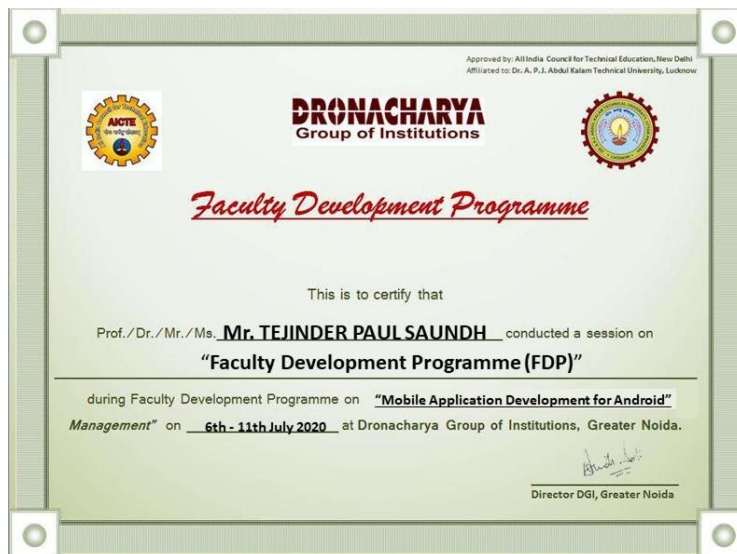 Approved by: All India Council for Technical Education, New Delhi
Affiliated to: Dr. A. P. J. Abdul Kalam Technical University, Lucknow
AICTE
DRONACHARYA
Group of Institutions
Faculty Development Programme
This is to certify that
Prof./Dr./Mr./Ms. Mr. TEJINDER PAUL SAUNDH conducted a session on
“Faculty Development Programme (FDP)”
during Faculty Development Programme on “Mobile Application Development for Android”
Management” on 6th - 11th July 2020 at Dronacharya Group of Institutions, Greater Noida.
Director DGI, Greater Noida